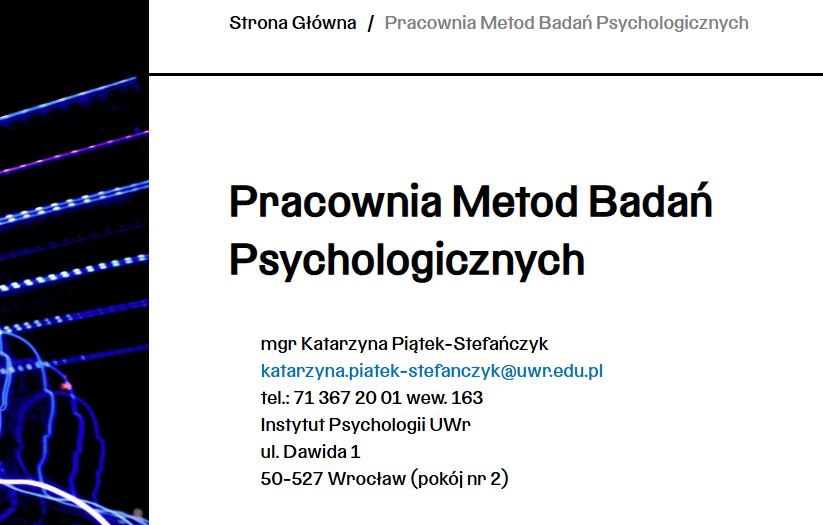 Strona Główna / Pracownia Metod Badań Psychologicznych
Pracownia Metod Badań
Psychologicznych
mgr Katarzyna Piątek-Stefańczyk
katarzyna.piatek-stefanczyk@uwr.edu.pl
tel.: 71 367 20 01 wew. 163
Instytut Psychologii UWr
ul. Dawida 1
50-527 Wrocław (pokój nr 2)